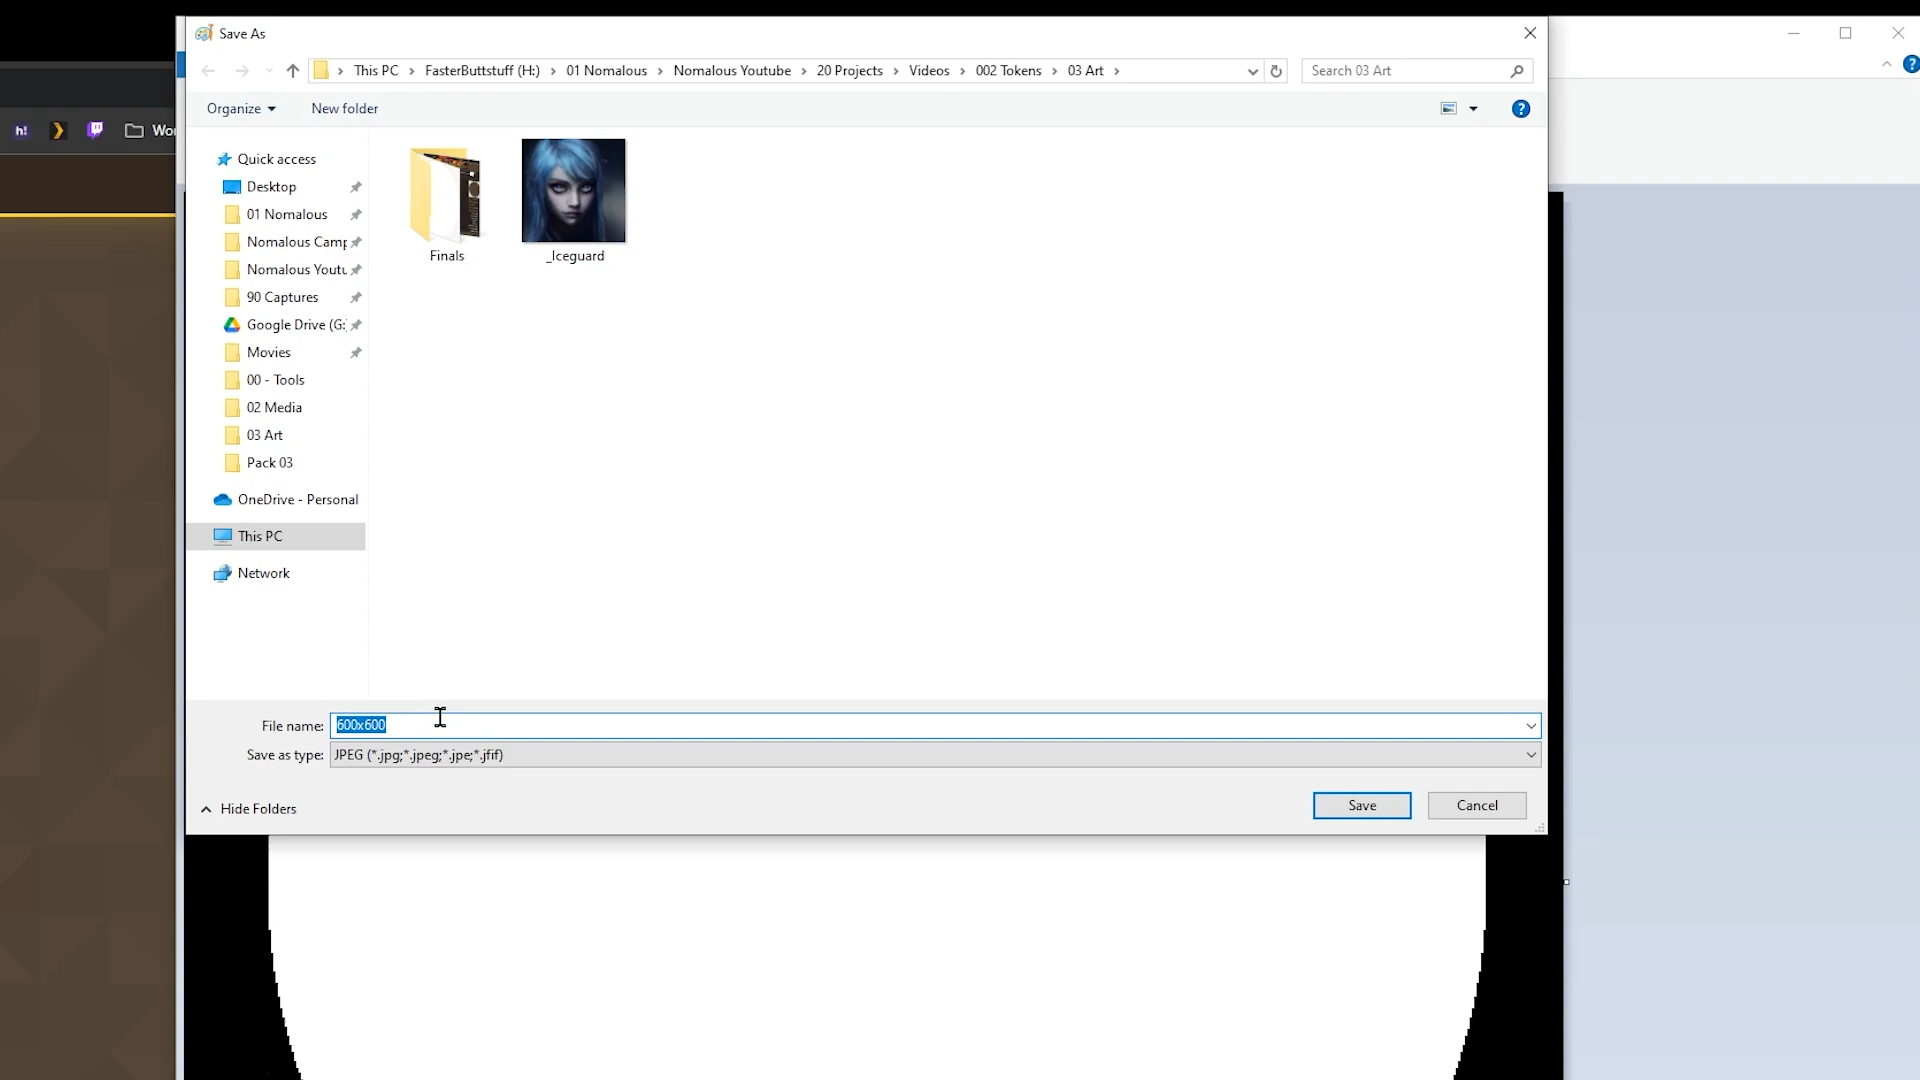 Save As
This PC > FasterButtstuff (H:) > 01 Nomalous > Nomalous Youtube > 20 Projects > Videos > 002 Tokens > 03 Art >
Search 03 Art
Organize
New folder
?
?
h!
Wor
Quick access
Desktop
01 Nomalous
Nomalous Camp
Nomalous Youtu
90 Captures
Google Drive (G:)
Movies
00 - Tools
02 Media
03 Art
Pack 03
OneDrive - Personal
This PC
Network
Finals
_Iceguard
File name: 600x600
Save as type: JPEG (*.jpg;*.jpeg;*.jpe;*.jfif)
Hide Folders
Save
Cancel